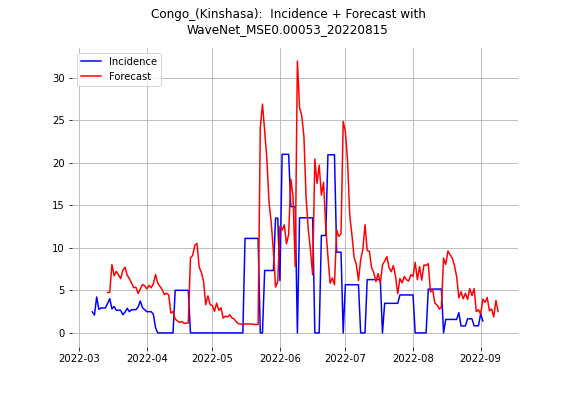 Congo_(Kinshasa):  Incidence + Forecast with
WaveNet_MSE0.00053_20220815
Incidence
Forecast
30
25
20
15
10
5
0
2022-03 2022-04 2022-05 2022-06 2022-07 2022-08 2022-09